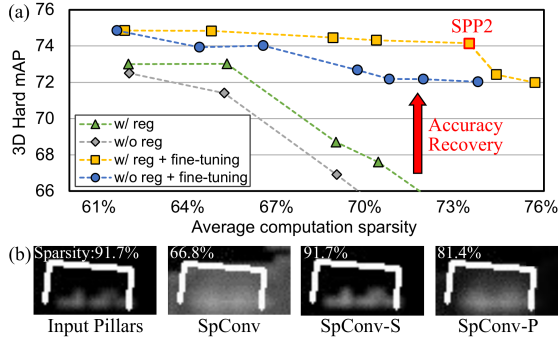 (a)
3D Hard mAP
76
74
72
70
68
66
SPP2
Accuracy
Recovery
w/ reg
w/o reg
w/ reg + fine-tuning
w/o reg + fine-tuning
61% 64% 67% 70% 73% 76%
Average computation sparsity
(b)
Sparsity:91.7% 66.8% 91.7% 81.4%
Input Pillars SpConv SpConv-S SpConv-P